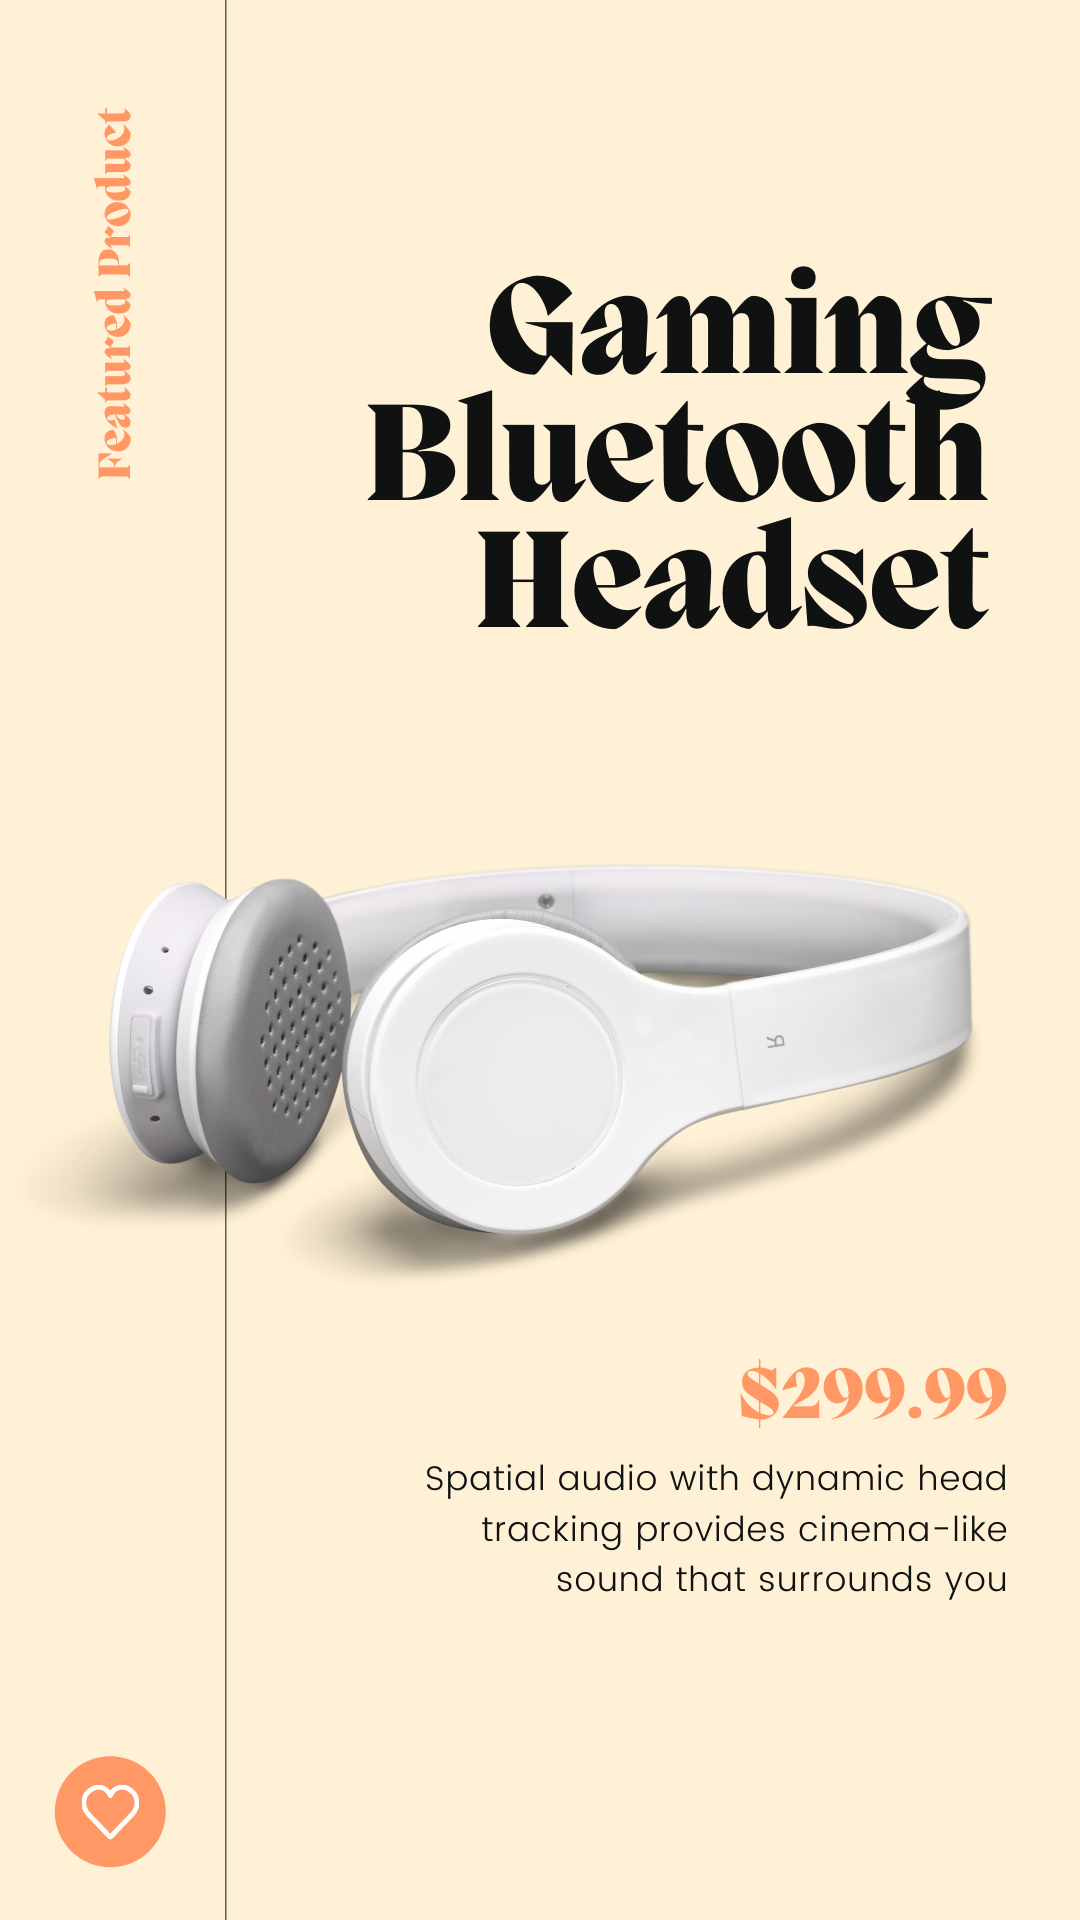 Featured Product
Gaming
Bluetooth
Headset
R
$299.99
Spatial audio with dynamic head
tracking provides cinema-like
sound that surrounds you